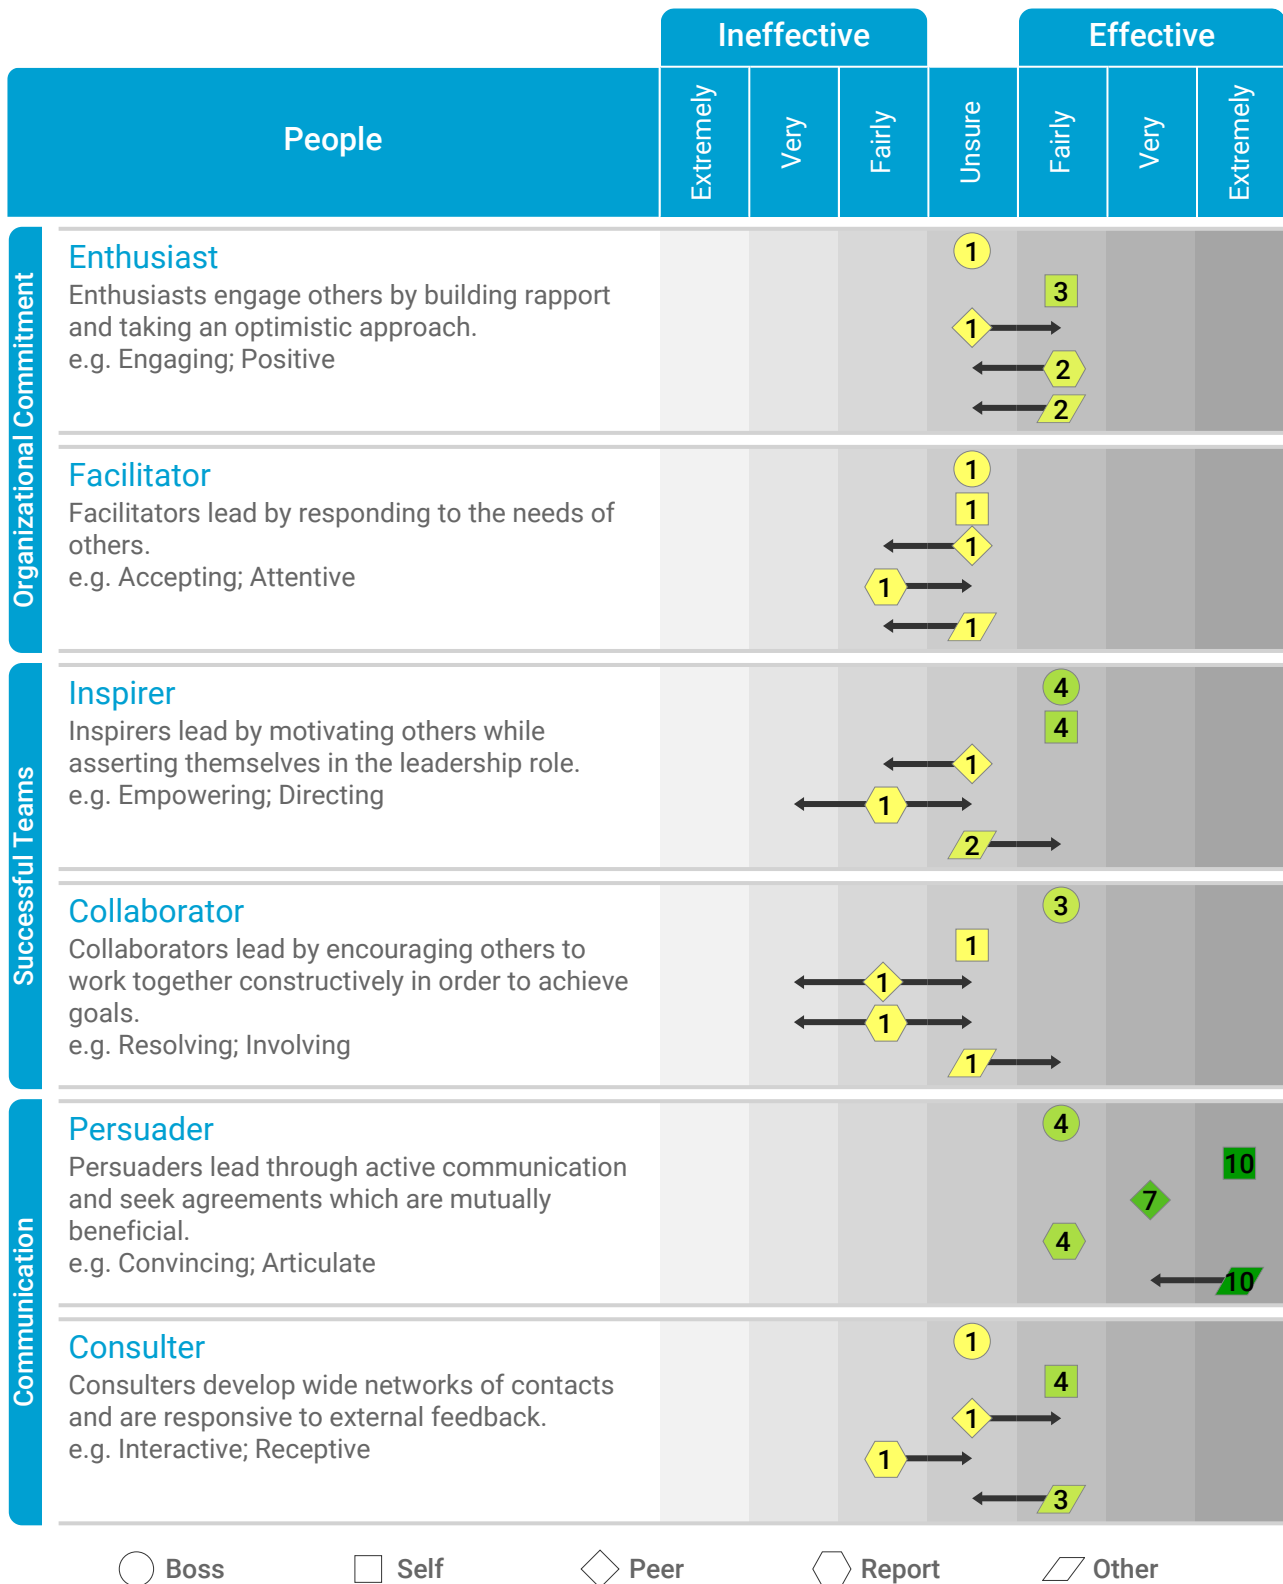 Ineffective
Effective
People
Extremely
Very
Fairly
Unsure
Fairly
Very
Extremely
Organizational Commitment
Enthusiast
Enthusiasts engage others by building rapport
and taking an optimistic approach.
e.g. Engaging; Positive
1
3
1
2
2
Facilitator
Facilitators lead by responding to the needs of
others.
e.g. Accepting; Attentive
1
1
1
1
1
Successful Teams
Inspirer
Inspirers lead by motivating others while
asserting themselves in the leadership role.
e.g. Empowering; Directing
4
4
1
1
2
Collaborator
Collaborators lead by encouraging others to
work together constructively in order to achieve
goals.
e.g. Resolving; Involving
3
1
1
1
1
Communication
Persuader
Persuaders lead through active communication
and seek agreements which are mutually
beneficial.
e.g. Convincing; Articulate
4
10
7
4
10
Consulter
Consulters develop wide networks of contacts
and are responsive to external feedback.
e.g. Interactive; Receptive
1
4
1
1
3
Boss Self Peer Report Other